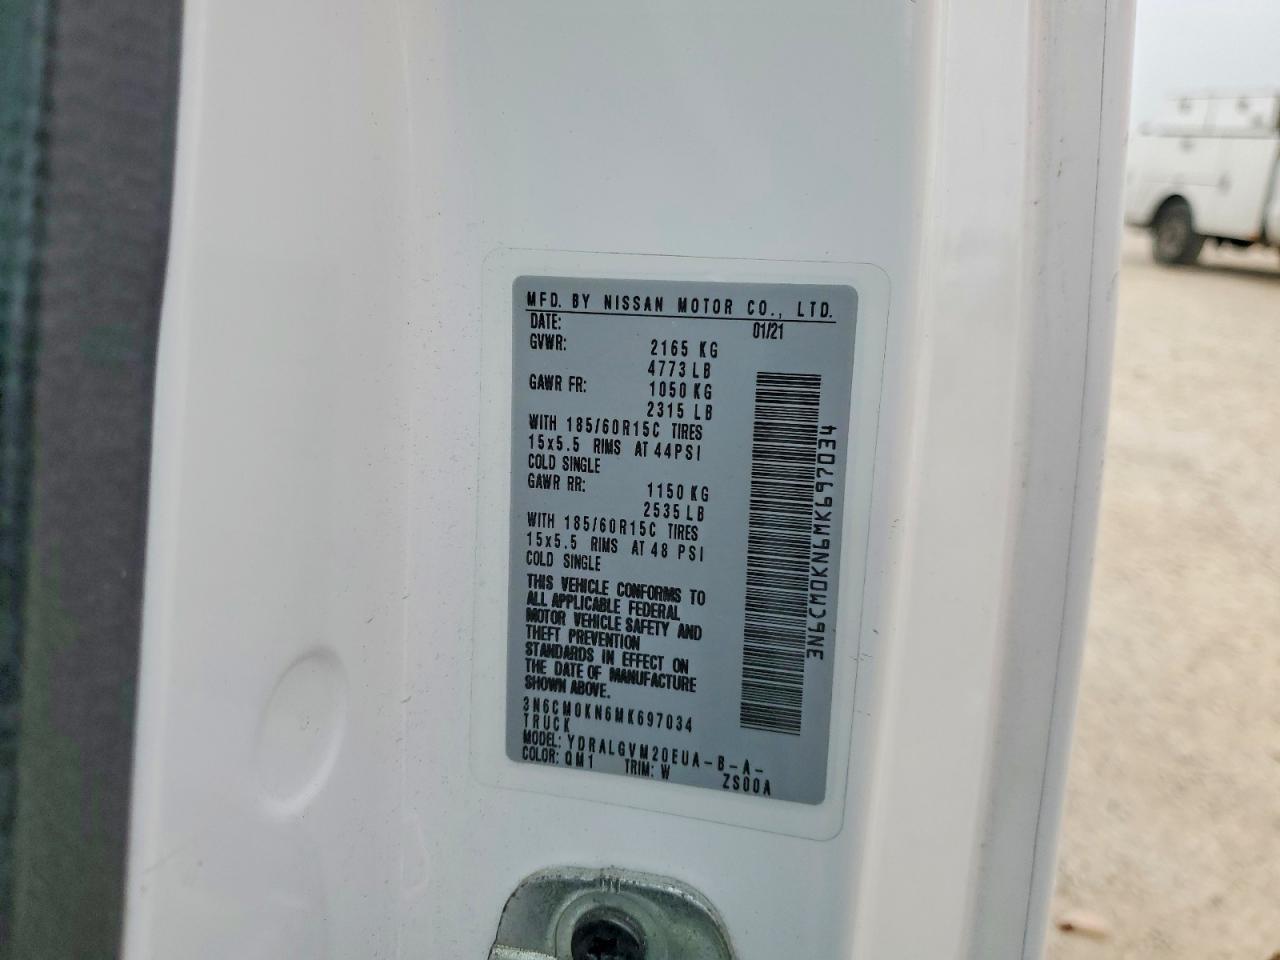 MFD. BY NISSAN MOTOR CO., LTD.
DATE: 01/21
GVWR: 2165 KG
4773 LB
GAWR FR: 1050 KG
2315 LB
WITH 185/60R15C TIRES
15x5.5 RIMS AT 44PSI
COLD SINGLE
GAWR RR: 1150 KG
2535 LB
WITH 185/60R15C TIRES
15x5.5 RIMS AT 48 PSI
COLD SINGLE
THIS VEHICLE CONFORMS TO
ALL APPLICABLE FEDERAL
MOTOR VEHICLE SAFETY AND
THEFT PREVENTION
STANDARDS IN EFFECT ON
THE DATE OF MANUFACTURE
SHOWN ABOVE.
3N6CM0KN6MK697034
TRUCK
MODEL: YDRALGVM20EUA-B-A-
COLOR: QM1 TRIM: W ZS00A
3N6CM0KN6MK697034